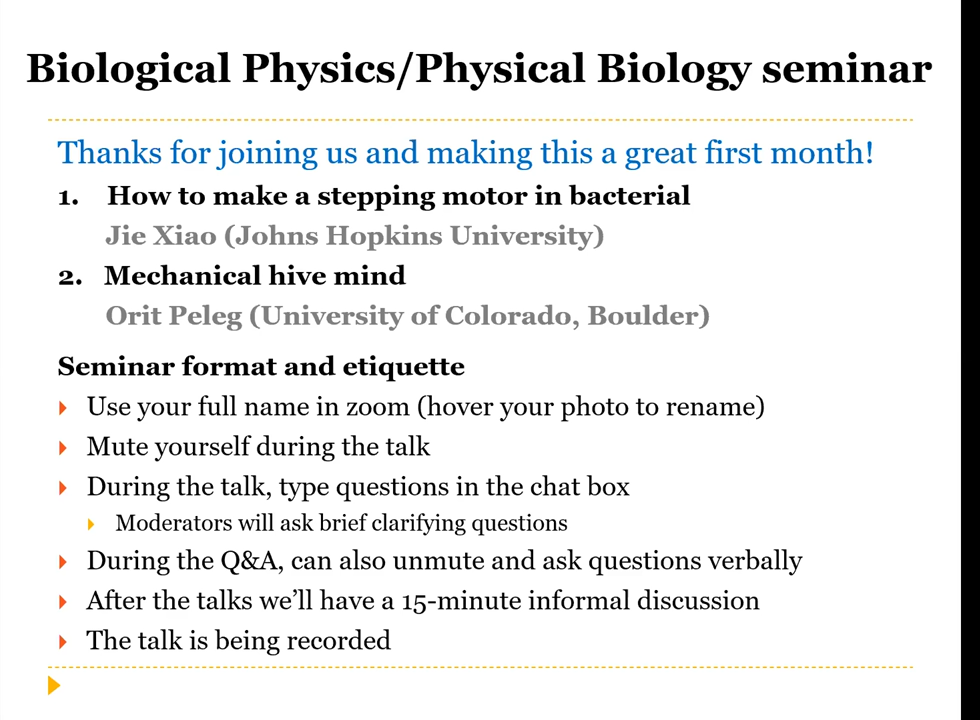 Biological Physics/Physical Biology seminar
Thanks for joining us and making this a great first month!
1. How to make a stepping motor in bacterial
Jie Xiao (Johns Hopkins University)
2. Mechanical hive mind
Orit Peleg (University of Colorado, Boulder)
Seminar format and etiquette
Use your full name in zoom (hover your photo to rename)
Mute yourself during the talk
During the talk, type questions in the chat box
Moderators will ask brief clarifying questions
During the Q&A, can also unmute and ask questions verbally
After the talks we’ll have a 15-minute informal discussion
The talk is being recorded